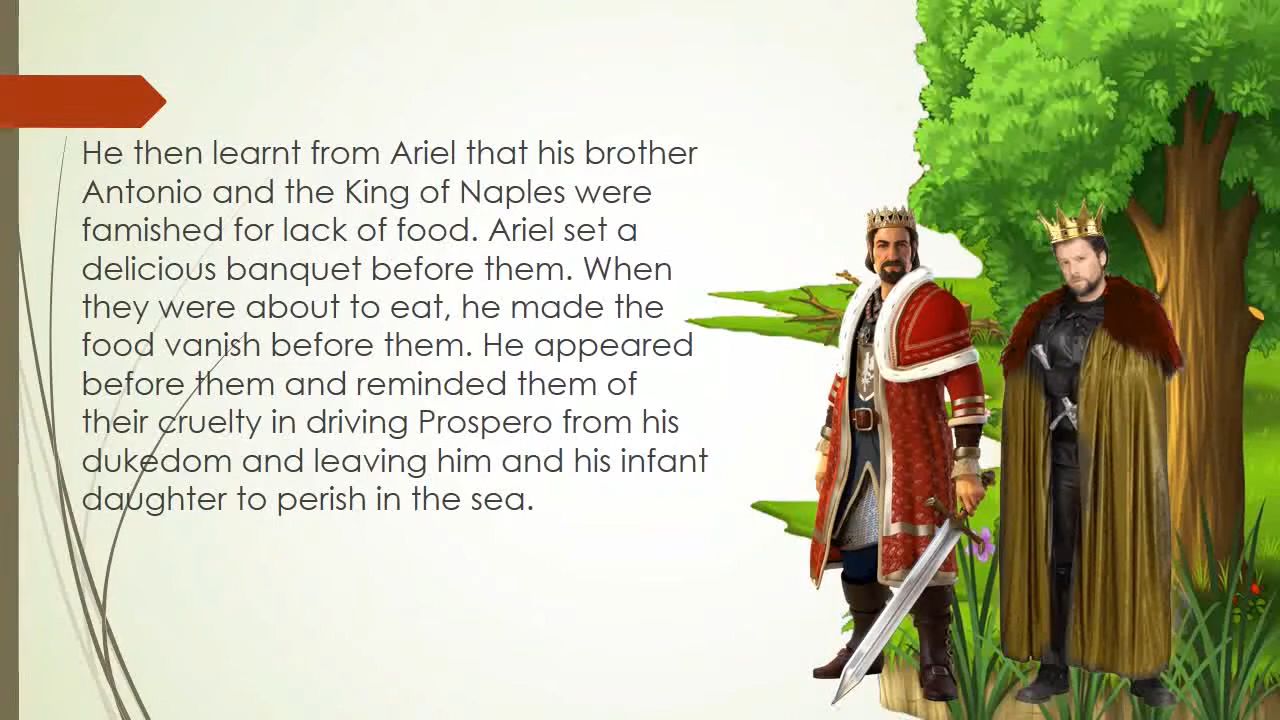 He then learnt from Ariel that his brother
Antonio and the King of Naples were
famished for lack of food. Ariel set a
delicious banquet before them. When
they were about to eat, he made the
food vanish before them. He appeared
before them and reminded them of
their cruelty in driving Prospero from his
dukedom and leaving him and his infant
daughter to perish in the sea.